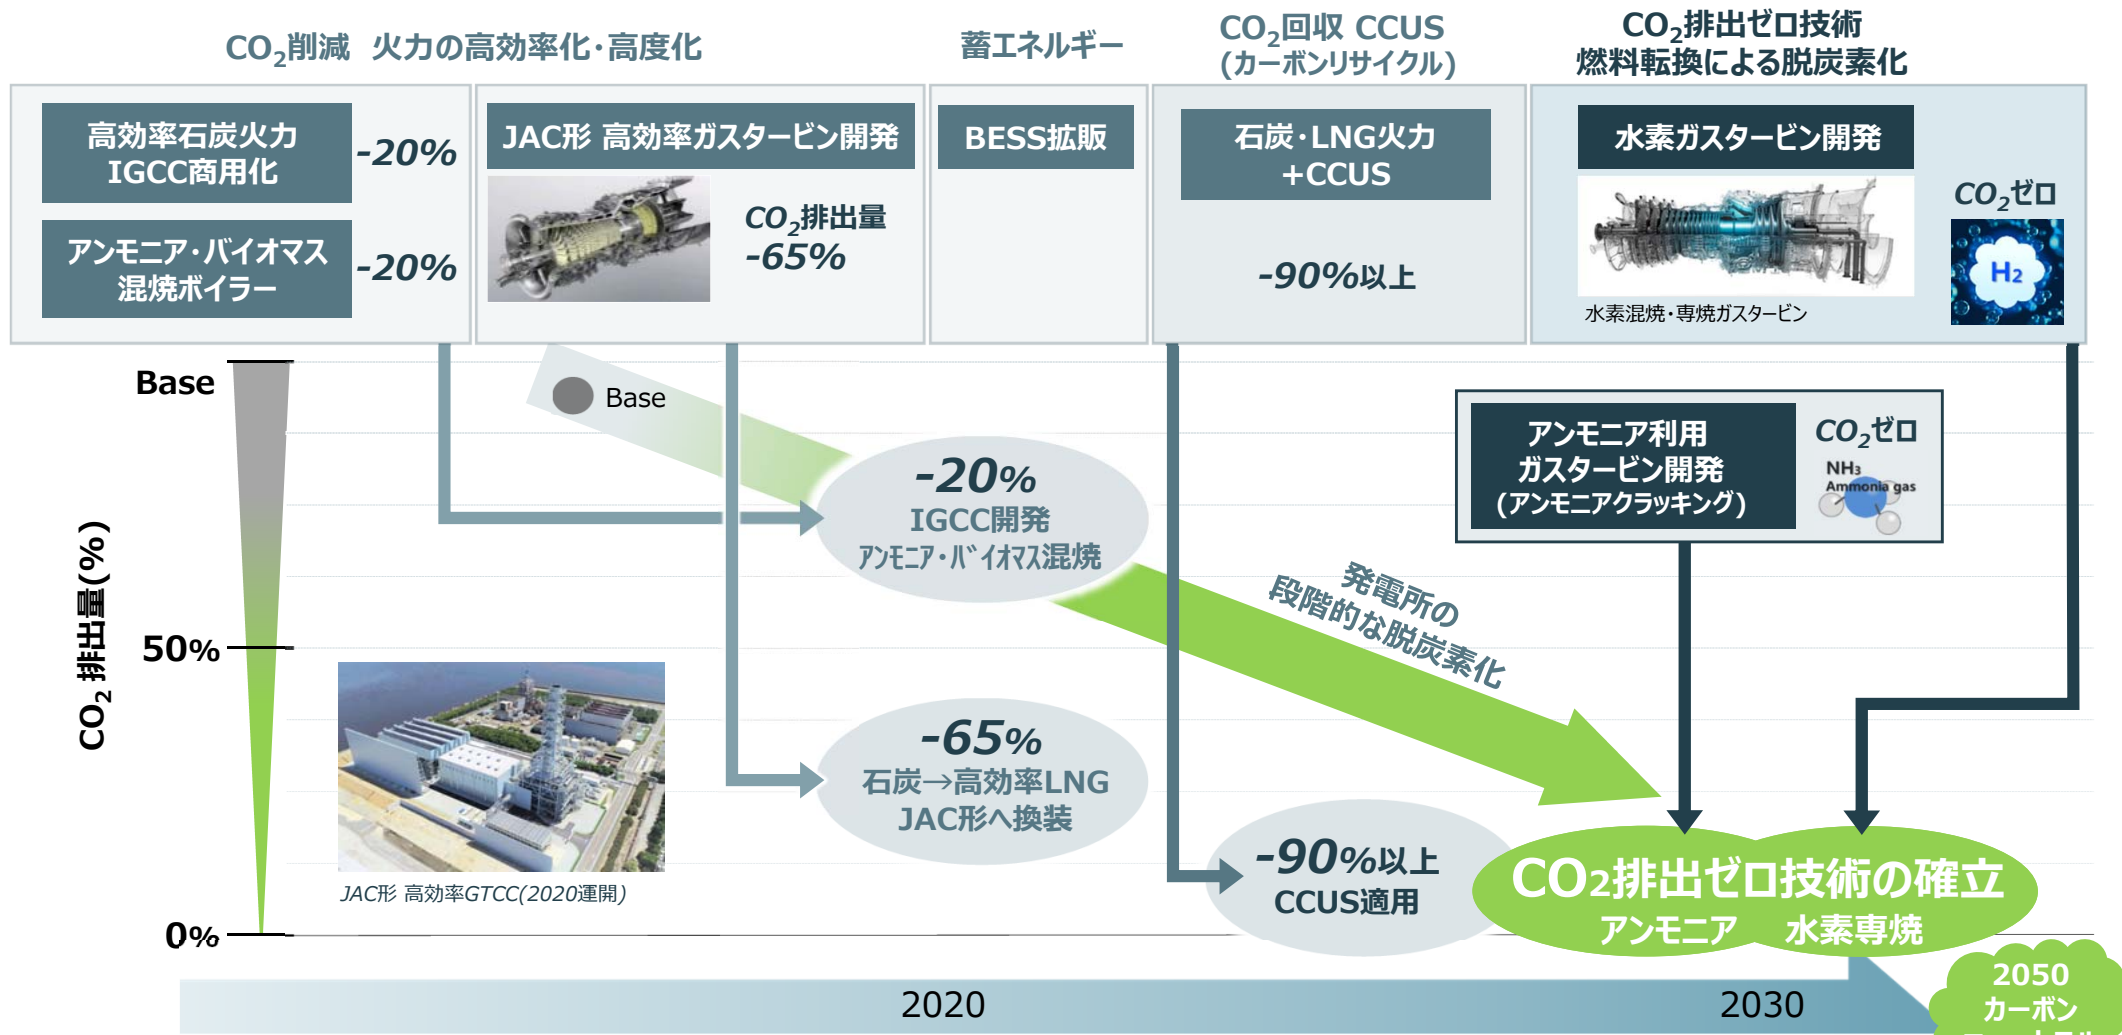 CO2削減 火力の高効率化・高度化
蓄エネルギー
CO2回収 CCUS
(カーボンリサイクル)
CO2排出ゼロ技術
燃料転換による脱炭素化
高効率石炭火力
IGCC商用化
-20%
アンモニア・バイオマス
混焼ボイラー
-20%
JAC形 高効率ガスタービン開発
CO2排出量
-65%
BESS拡販
石炭・LNG火力
+CCUS
-90%以上
水素ガスタービン開発
水素混焼・専焼ガスタービン
CO2ゼロ
H2
Base
Base
アンモニア利用
ガスタービン開発
(アンモニアクラッキング)
CO2ゼロ
NH3
Ammonia gas
-20%
IGCC開発
アンモニア・バイオマス混焼
発電所の
段階的な脱炭素化
CO2 排出量(%)
50%
-65%
石炭→高効率LNG
JAC形へ換装
JAC形 高効率GTCC(2020運開)
-90%以上
CCUS適用
CO2排出ゼロ技術の確立
アンモニア 水素専焼
0%
2020
2030
2050
カーボン